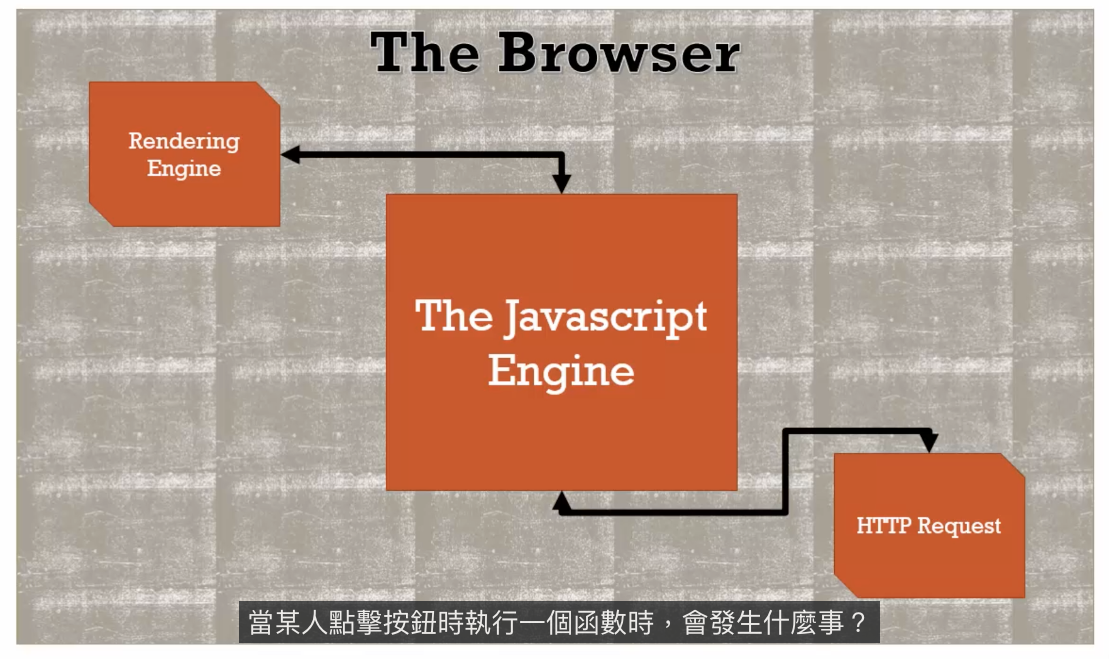 The Browser
Rendering
Engine
The Javascript
Engine
HTTP Request
當某人點擊按鈕時執行一個函數時，會發生什麼事？